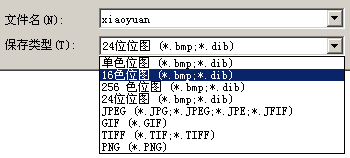 文件名(N): xiaoyuan
保存类型(T): 24位位图 (*.bmp;*.dib)
单色位图 (*.bmp;*.dib)
16色位图 (*.bmp;*.dib)
256 色位图 (*.bmp;*.dib)
24位位图 (*.bmp;*.dib)
JPEG (*.JPG;*.JPEG;*.JPE;*.JFIF)
GIF (*.GIF)
TIFF (*.TIF;*.TIFF)
PNG (*.PNG)